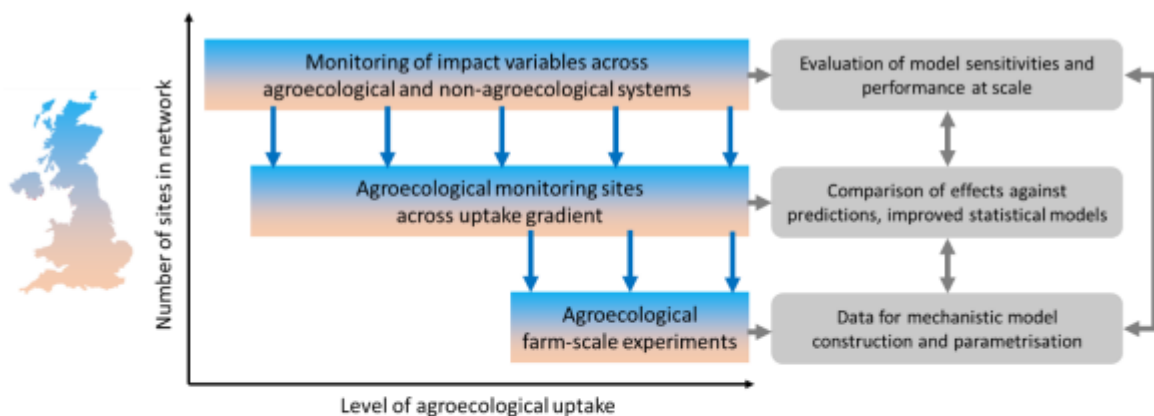 Number of sites in network
Monitoring of impact variables across
agroecological and non-agroecological systems
Evaluation of model sensitivities and
performance at scale
Agroecological monitoring sites
across uptake gradient
Comparison of effects against
predictions, improved statistical models
Agroecological
farm-scale experiments
Data for mechanistic model
construction and parametrisation
Level of agroecological uptake